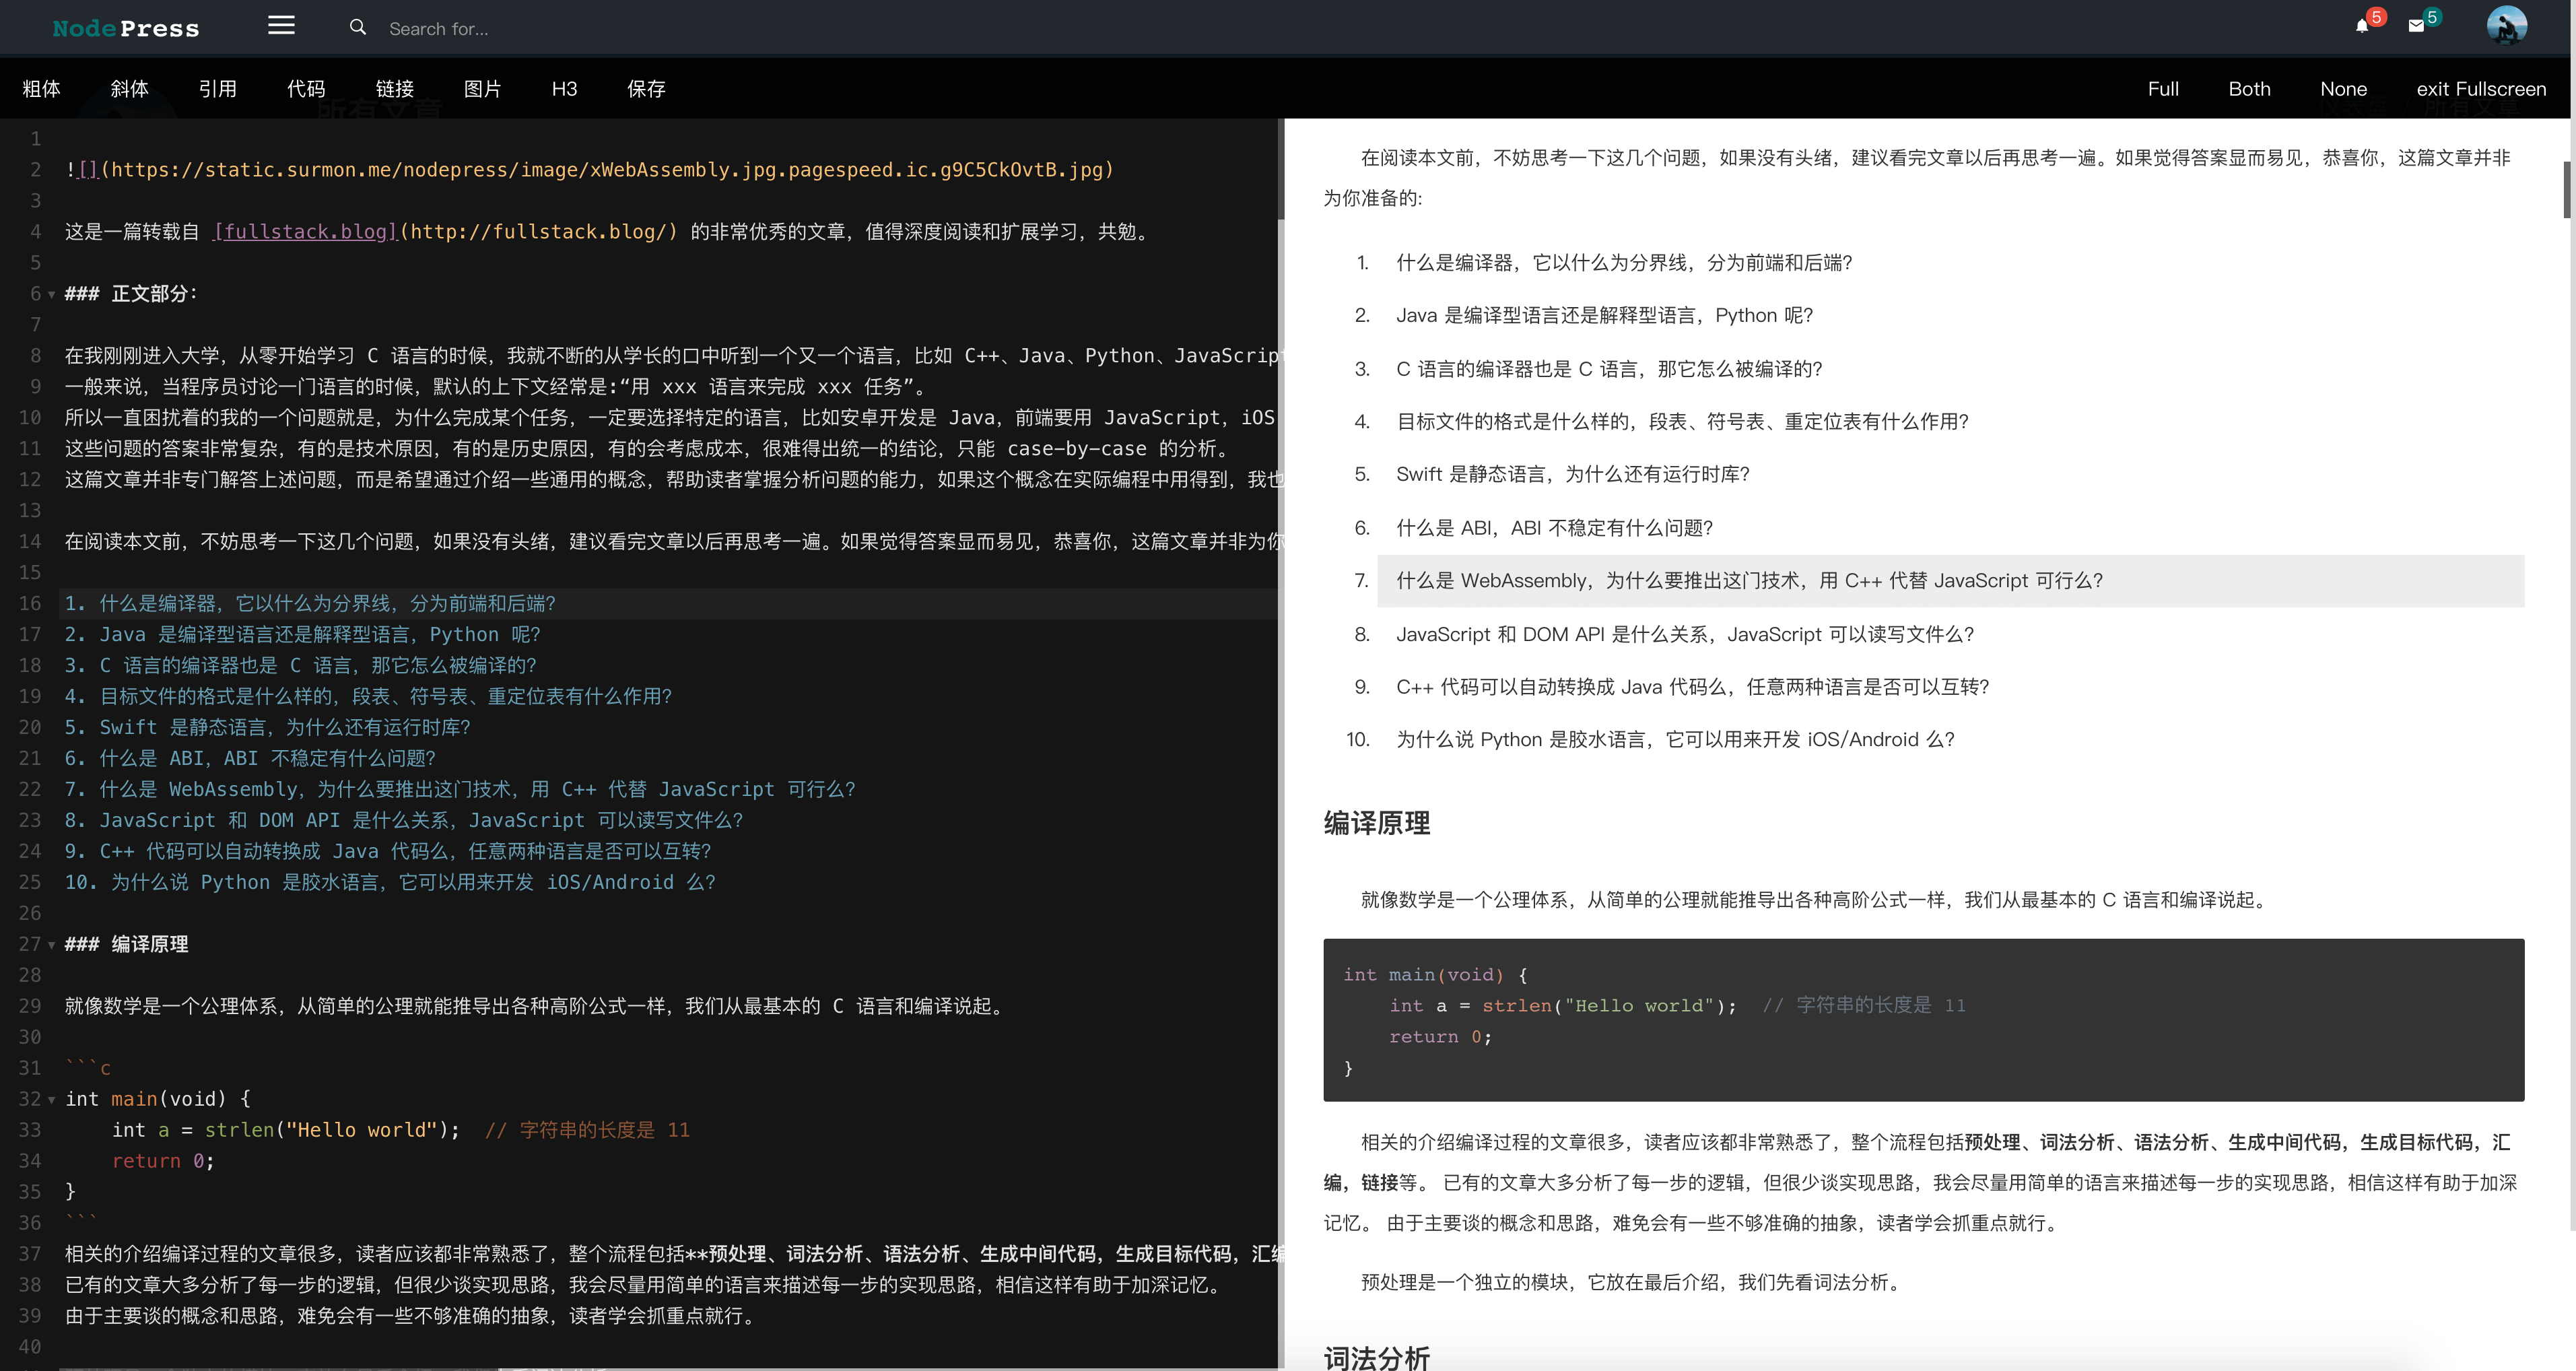 NodePress
Search for...
5
5
粗体 斜体 引用 代码 链接 图片 H3 保存
Full Both None exit Fullscreen
所有文章
所有文章
1
2 ![](https://static.surmon.me/nodepress/image/xWebAssembly.jpg.pagespeed.ic.g9C5CkOvtB.jpg)
3
4 这是一篇转载自 [fullstack.blog](http://fullstack.blog/) 的非常优秀的文章，值得深度阅读和扩展学习，共勉。
5
6 ### 正文部分：
7
8 在我刚刚进入大学，从零开始学习 C 语言的时候，我就不断的从学长的口中听到一个又一个语言，比如 C++、Java、Python、JavaScript
9 一般来说，当程序员讨论一门语言的时候，默认的上下文经常是:“用 xxx 语言来完成 xxx 任务”。
10 所以一直困扰着的我的一个问题就是，为什么完成某个任务，一定要选择特定的语言，比如安卓开发是 Java，前端要用 JavaScript，iOS
11 这些问题的答案非常复杂，有的是技术原因，有的是历史原因，有的会考虑成本，很难得出统一的结论，只能 case-by-case 的分析。
12 这篇文章并非专门解答上述问题，而是希望通过介绍一些通用的概念，帮助读者掌握分析问题的能力，如果这个概念在实际编程中用得到，我也
13
14 在阅读本文前，不妨思考一下这几个问题，如果没有头绪，建议看完文章以后再思考一遍。如果觉得答案显而易见，恭喜你，这篇文章并非为你
15
16 1. 什么是编译器，它以什么为分界线，分为前端和后端?
17 2. Java 是编译型语言还是解释型语言，Python 呢?
18 3. C 语言的编译器也是 C 语言，那它怎么被编译的?
19 4. 目标文件的格式是什么样的，段表、符号表、重定位表有什么作用?
20 5. Swift 是静态语言，为什么还有运行时库?
21 6. 什么是 ABI，ABI 不稳定有什么问题?
22 7. 什么是 WebAssembly，为什么要推出这门技术，用 C++ 代替 JavaScript 可行么?
23 8. JavaScript 和 DOM API 是什么关系，JavaScript 可以读写文件么?
24 9. C++ 代码可以自动转换成 Java 代码么，任意两种语言是否可以互转?
25 10. 为什么说 Python 是胶水语言，它可以用来开发 iOS/Android 么?
26
27 ### 编译原理
28
29 就像数学是一个公理体系，从简单的公理就能推导出各种高阶公式一样，我们从最基本的 C 语言和编译说起。
30
31 ```c
32 int main(void) {
33     int a = strlen("Hello world");  // 字符串的长度是 11
34     return 0;
35 }
36 ```
37 相关的介绍编译过程的文章很多，读者应该都非常熟悉了，整个流程包括**预处理、词法分析、语法分析、生成中间代码，生成目标代码，汇编
38 已有的文章大多分析了每一步的逻辑，但很少谈实现思路，我会尽量用简单的语言来描述每一步的实现思路，相信这样有助于加深记忆。
39 由于主要谈的概念和思路，难免会有一些不够准确的抽象，读者学会抓重点就行。
40
在阅读本文前，不妨思考一下这几个问题，如果没有头绪，建议看完文章以后再思考一遍。如果觉得答案显而易见，恭喜你，这篇文章并非
为你准备的:
1. 什么是编译器，它以什么为分界线，分为前端和后端?
2. Java 是编译型语言还是解释型语言，Python 呢?
3. C 语言的编译器也是 C 语言，那它怎么被编译的?
4. 目标文件的格式是什么样的，段表、符号表、重定位表有什么作用?
5. Swift 是静态语言，为什么还有运行时库?
6. 什么是 ABI，ABI 不稳定有什么问题?
7. 什么是 WebAssembly，为什么要推出这门技术，用 C++ 代替 JavaScript 可行么?
8. JavaScript 和 DOM API 是什么关系，JavaScript 可以读写文件么?
9. C++ 代码可以自动转换成 Java 代码么，任意两种语言是否可以互转?
10. 为什么说 Python 是胶水语言，它可以用来开发 iOS/Android 么?
编译原理
就像数学是一个公理体系，从简单的公理就能推导出各种高阶公式一样，我们从最基本的 C 语言和编译说起。
int main(void) {
    int a = strlen("Hello world");  // 字符串的长度是 11
    return 0;
}
相关的介绍编译过程的文章很多，读者应该都非常熟悉了，整个流程包括预处理、词法分析、语法分析、生成中间代码，生成目标代码，汇
编，链接等。 已有的文章大多分析了每一步的逻辑，但很少谈实现思路，我会尽量用简单的语言来描述每一步的实现思路，相信这样有助于加深
记忆。 由于主要谈的概念和思路，难免会有一些不够准确的抽象，读者学会抓重点就行。
预处理是一个独立的模块，它放在最后介绍，我们先看词法分析。
词法分析